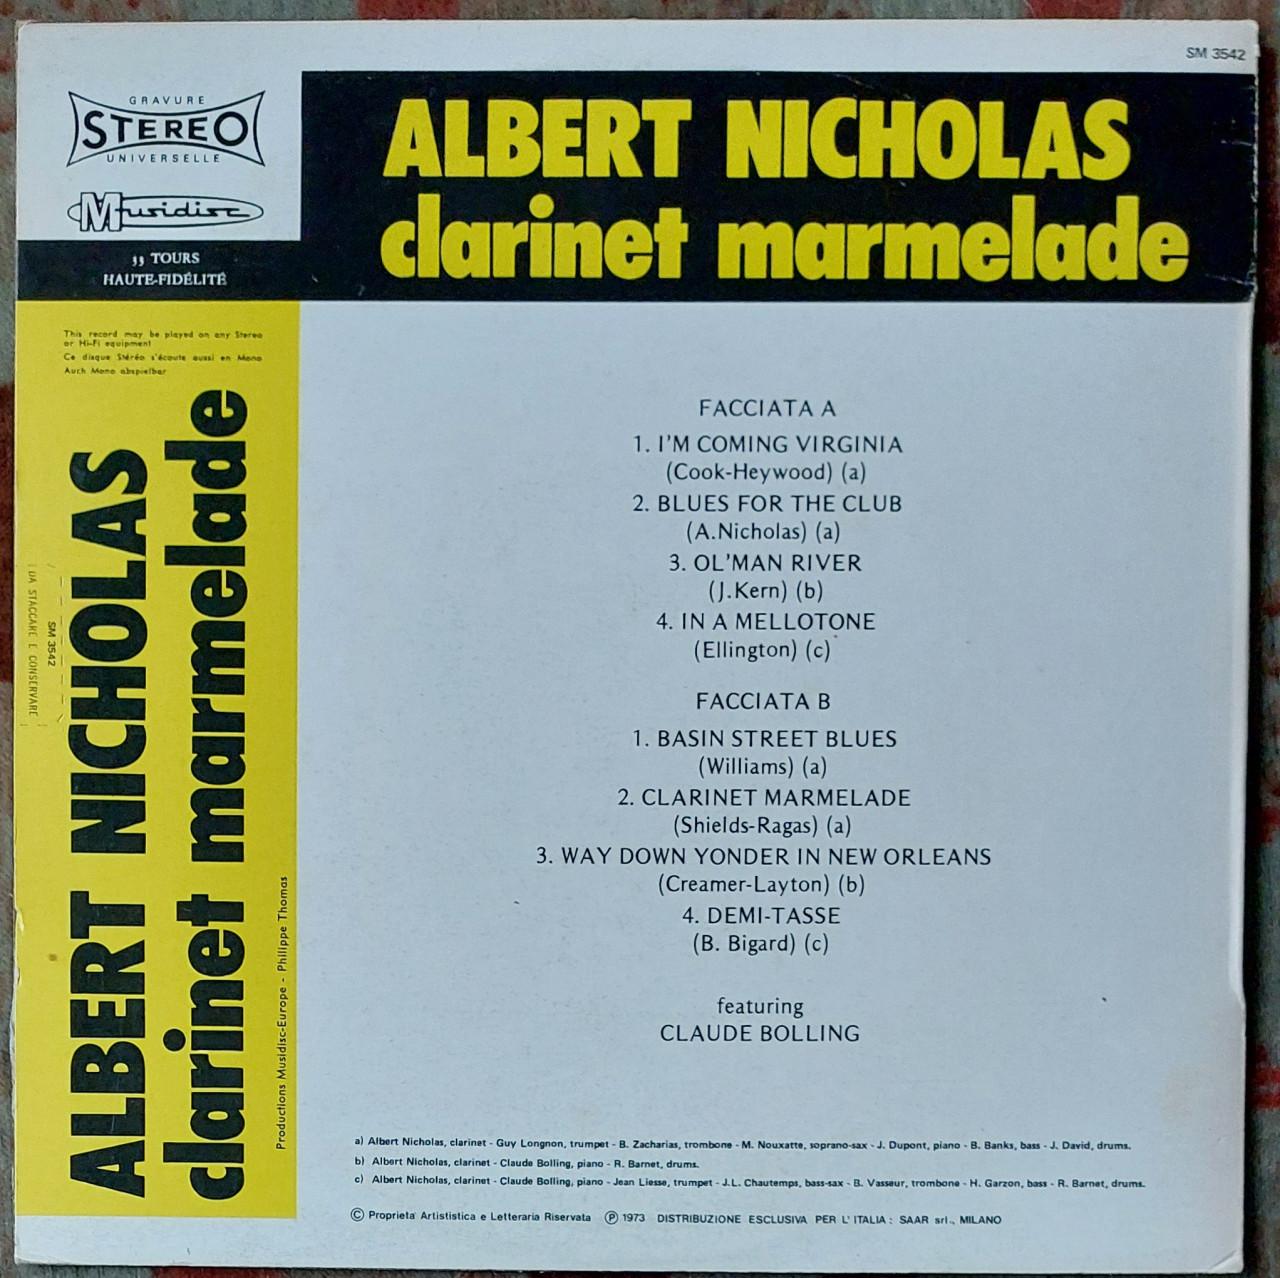 SM 3542
GRAVURE
STEREO
UNIVERSELLE
Musidisc
33 TOURS
HAUTE-FIDÉLITÉ
ALBERT NICHOLAS
clarinet marmelade
This record may be played on any Stereo
or Hi-Fi equipment
Ce disque Stéréo s'écoute aussi en Mono
Auch Mono abspielbar
ALBERT NICHOLAS
clarinet marmelade
DA STACCARE E CONSERVARE
SM 3542
Productions Musidisc-Europe - Philippe Thomas
FACCIATA A
1. I'M COMING VIRGINIA
(Cook-Heywood) (a)
2. BLUES FOR THE CLUB
(A.Nicholas) (a)
3. OL'MAN RIVER
(J.Kern) (b)
4. IN A MELLOTONE
(Ellington) (c)
FACCIATA B
1. BASIN STREET BLUES
(Williams) (a)
2. CLARINET MARMELADE
(Shields-Ragas) (a)
3. WAY DOWN YONDER IN NEW ORLEANS
(Creamer-Layton) (b)
4. DEMI-TASSE
(B. Bigard) (c)
featuring
CLAUDE BOLLING
a) Albert Nicholas, clarinet - Guy Longnon, trumpet - B. Zacharias, trombone - M. Nouxatte, soprano-sax - J. Dupont, piano - B. Banks, bass - J. David, drums.
b) Albert Nicholas, clarinet - Claude Bolling, piano - R. Barnet, drums.
c) Albert Nicholas, clarinet - Claude Bolling, piano - Jean Liesse, trumpet - J.L. Chautemps, bass-sax - B. Vasseur, trombone - H. Garzon, bass - R. Barnet, drums.
© Proprieta' Artististica e Letteraria Riservata ℗ 1973 DISTRIBUZIONE ESCLUSIVA PER L'ITALIA: SAAR srl., MILANO